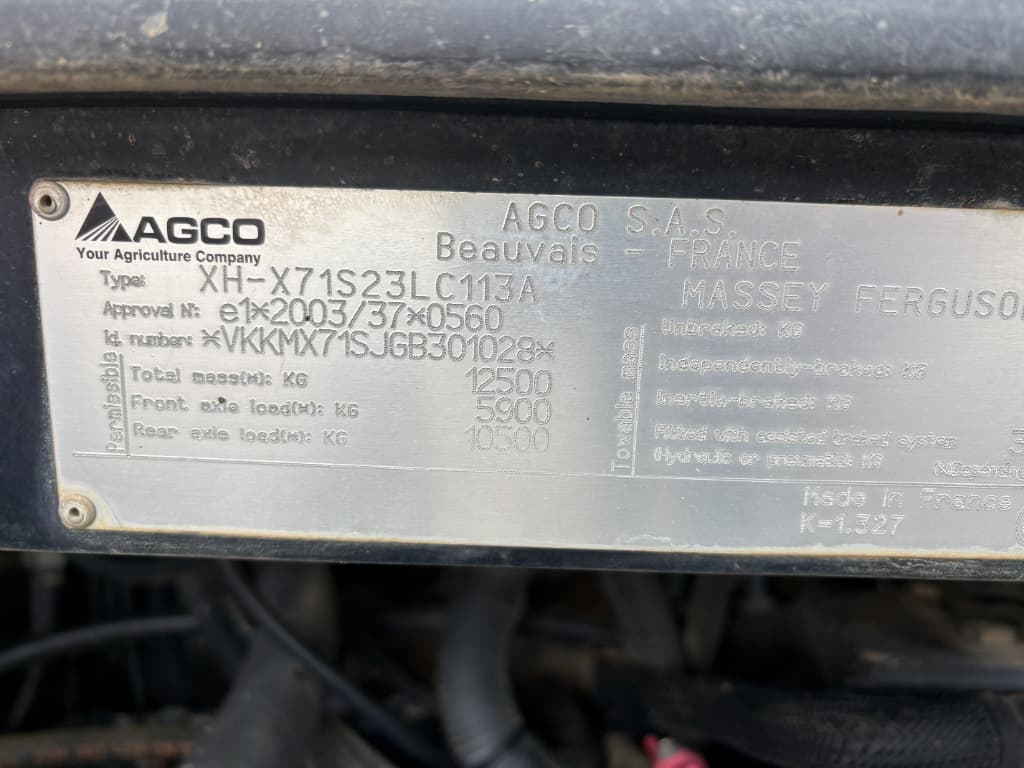 AGCO
Your Agriculture Company
AGCO S.A.S.
Beauvais - FRANCE
MASSEY FERGUSO
Type: XH-X71S23LC113A
Approval N°: e1*2003/37*0560
Id. number: *VKKMX71SJGB301028*
Permissible
Total mass(*): KG 12500
Front axle load(*): KG 5900
Rear axle load(*): KG 10500
Towable mass
Unbraked: KG
Independently-braked: KG
Inertia-braked: KG
Fitted with assisted braked system 3
(Hydraulic or pneumatic): KG
Made in France
K=1.327